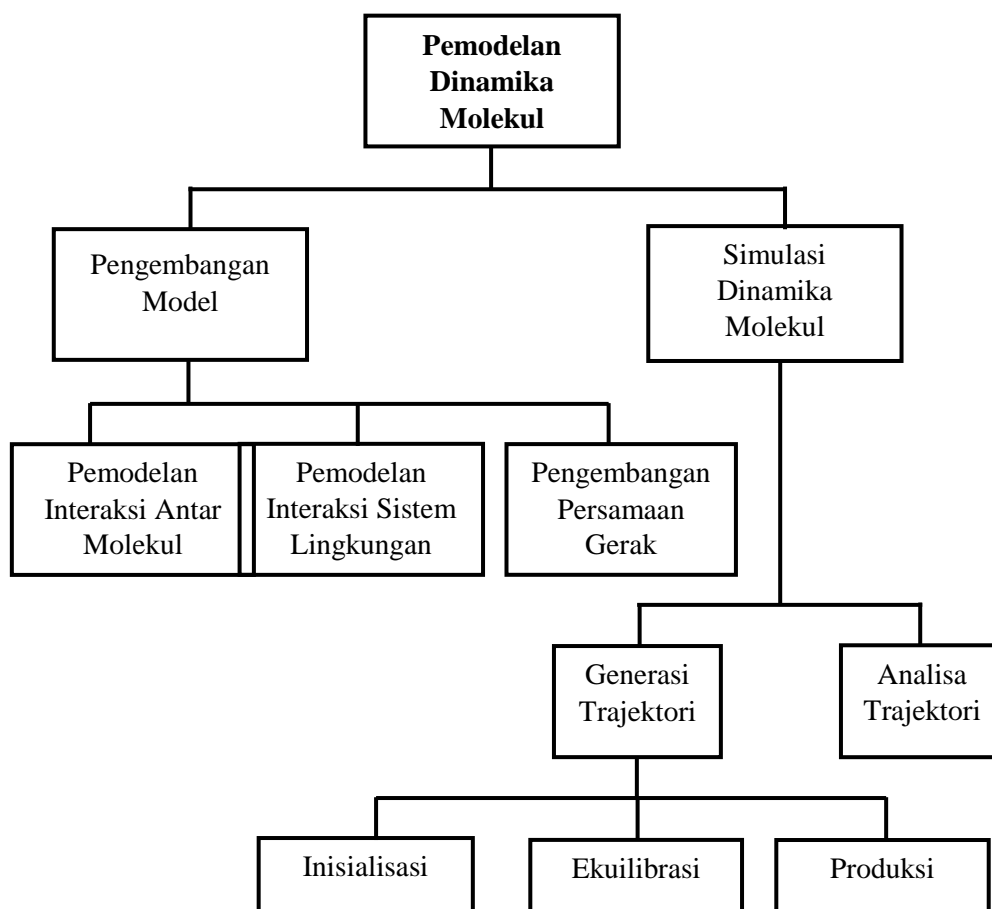 Pemodelan
Dinamika
Molekul
Pengembangan
Model
Simulasi
Dinamika
Molekul
Pemodelan
Interaksi Antar
Molekul
Pemodelan
Interaksi Sistem
Lingkungan
Pengembangan
Persamaan
Gerak
Generasi
Trajektori
Analisa
Trajektori
Inisialisasi
Ekuilibrasi
Produksi